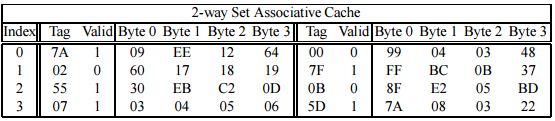 2-way Set Associative Cache
Index Tag Valid Byte 0 Byte 1 Byte 2 Byte 3 Tag Valid Byte 0 Byte 1 Byte 2 Byte 3
0 7A 1 09 EE 12 64 00 0 99 04 03 48
1 02 0 60 17 18 19 7F 1 FF BC 0B 37
2 55 1 30 EB C2 0D 0B 0 8F E2 05 BD
3 07 1 03 04 05 06 5D 1 7A 08 03 22